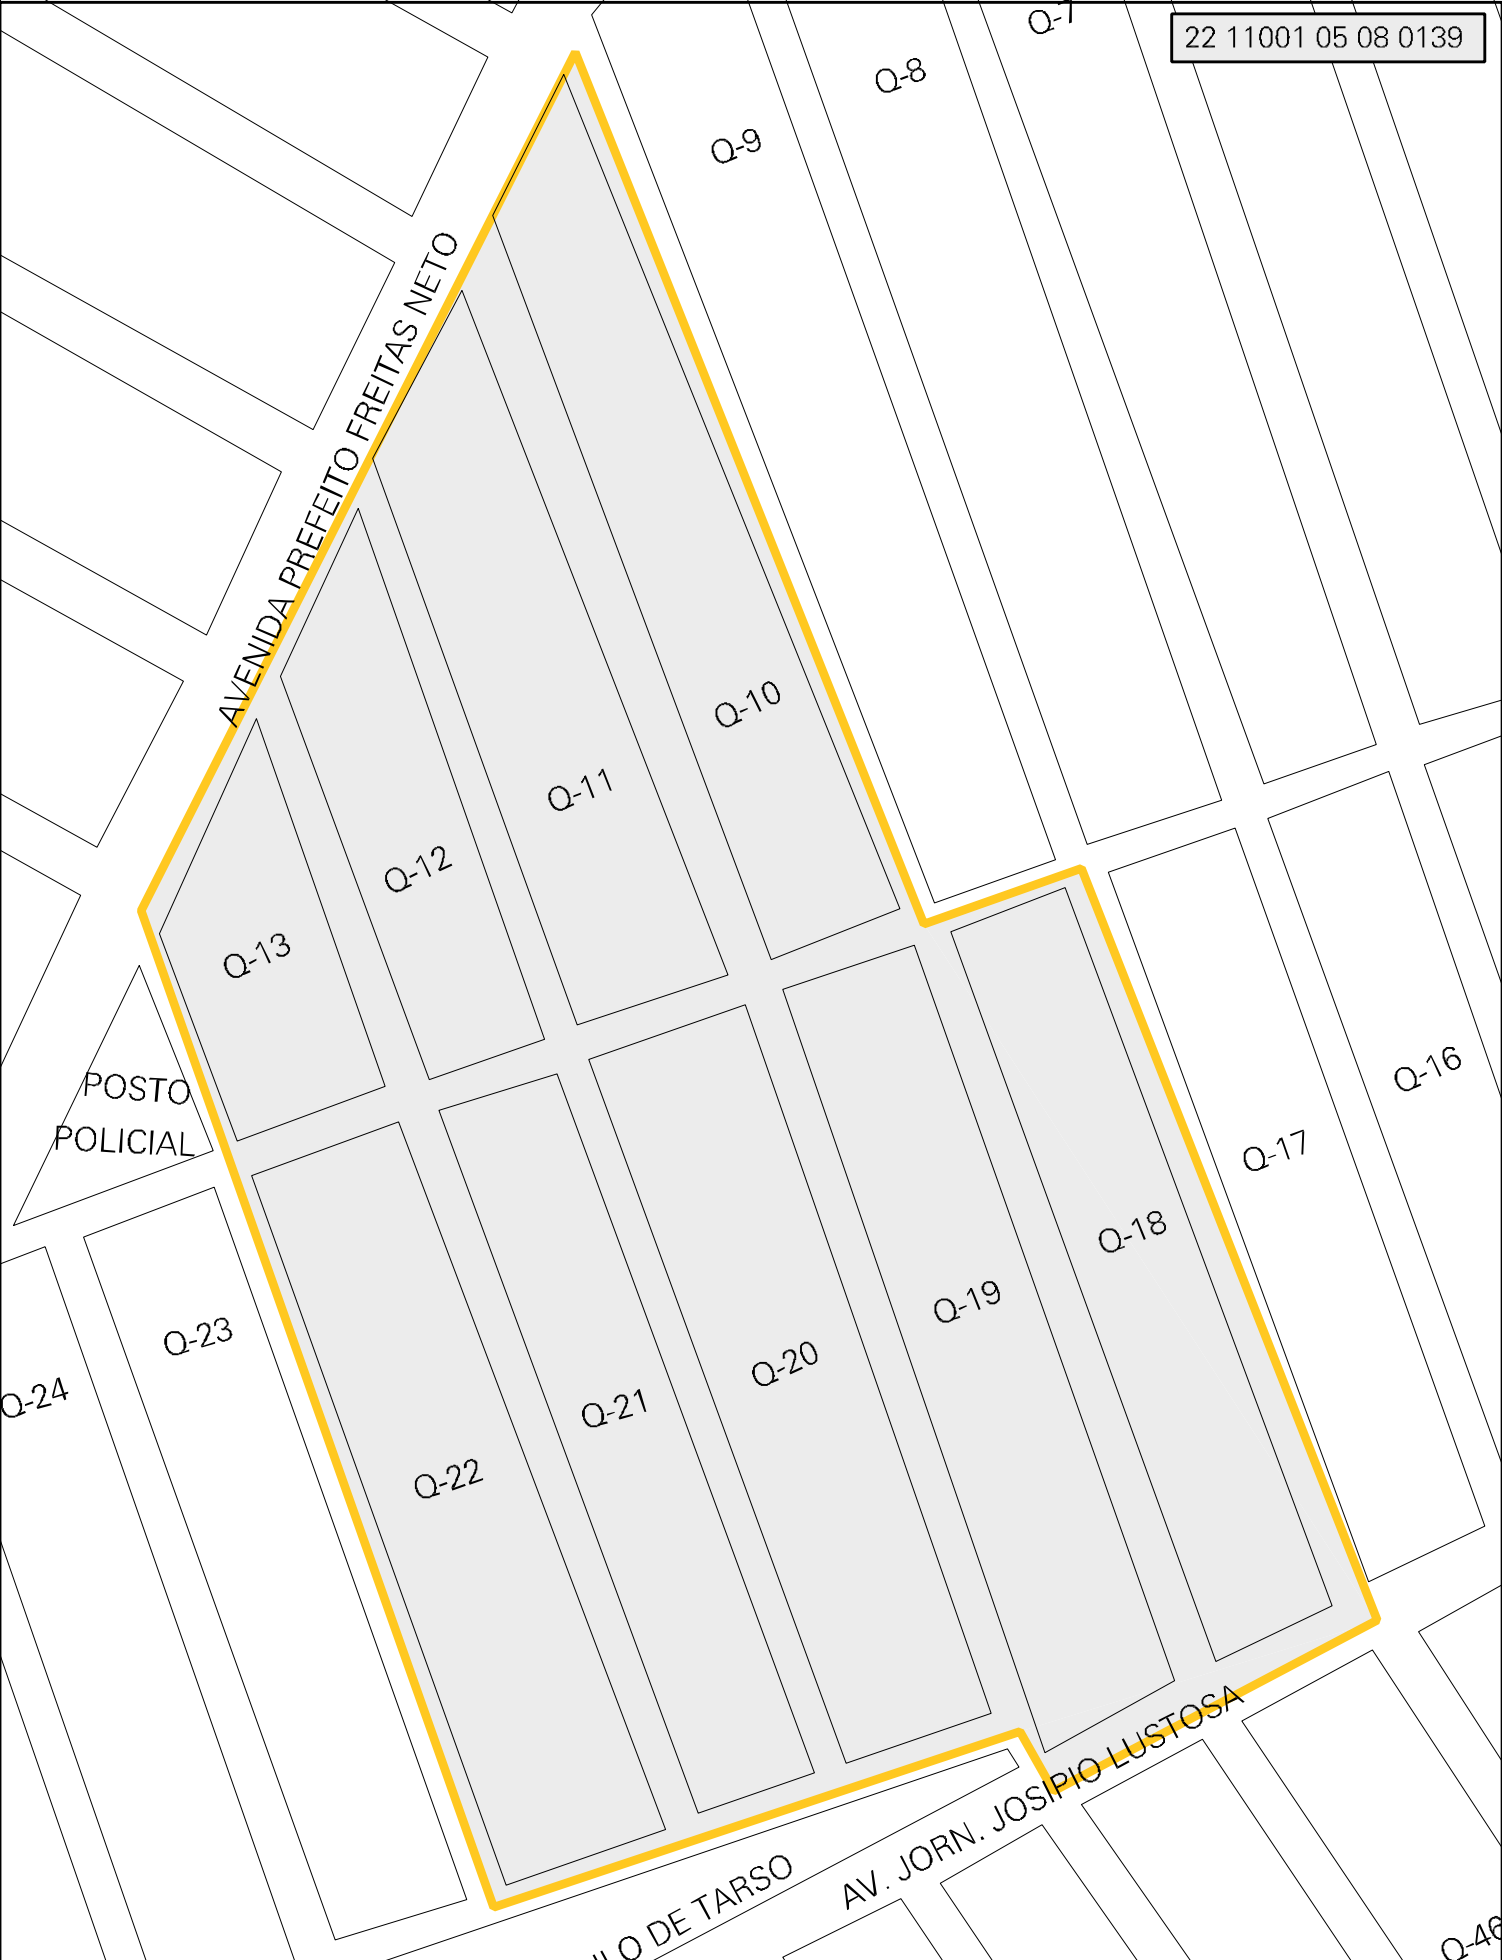 Q-7
22 11001 05 08 0139
Q-8
Q-9
AVENIDA PREFEITO FREITAS NETO
Q-10
Q-11
Q-12
Q-13
POSTO
POLICIAL
Q-16
Q-17
Q-18
Q-19
Q-20
Q-21
Q-22
Q-23
Q-24
AV. JORN. JOSIPIO LUSTOSA
DE TARSO
Q-46